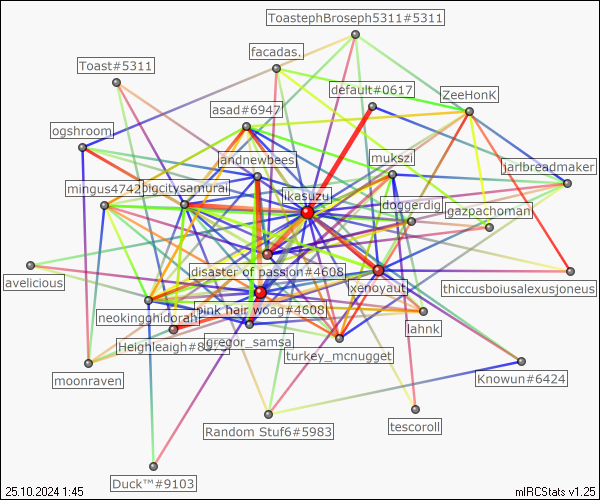 ToastephBroseph5311#5311
facadas.
Toast#5311
default#0617
ZeeHonK
asad#6947
ogshroom
andnewbees
mukszi
jarlbreadmaker
mingus4742
bigcitysamurai
ikasuzu
doggerdig
gazpachoman
disaster of passion#4608
avelicious
xenoyaut
thiccusboiusalexusjoneus
neokingghidorah
pink hair woag#4608
lahnk
Heighleigh#81
gregor_samsa
turkey_mcnugget
moonraven
Knowun#6424
Random Stuf6#5983
tescoroll
Duck™#9103
25.10.2024 1:45
mIRCStats v1.25